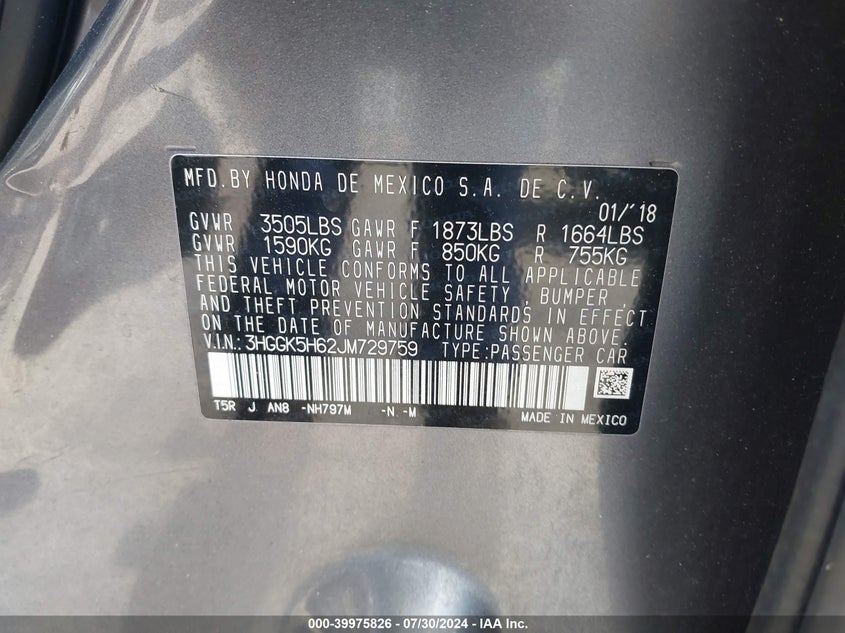 MFD.BY HONDA DE MEXICO S.A. DE C.V.
01/'18
GVWR 3505LBS GAWR F 1873LBS R 1664LBS
GVWR 1590KG GAWR F 850KG R 755KG
THIS VEHICLE CONFORMS TO ALL APPLICABLE
FEDERAL MOTOR VEHICLE SAFETY , BUMPER
AND THEFT PREVENTION STANDARDS IN EFFECT
ON THE DATE OF MANUFACTURE SHOWN ABOVE.
V.I.N.:3HGGK5H62JM729759 TYPE:PASSENGER CAR
T5R J AN8 -NH797M -N -M MADE IN MEXICO
000-39975826 - 07/30/2024 - IAA Inc.